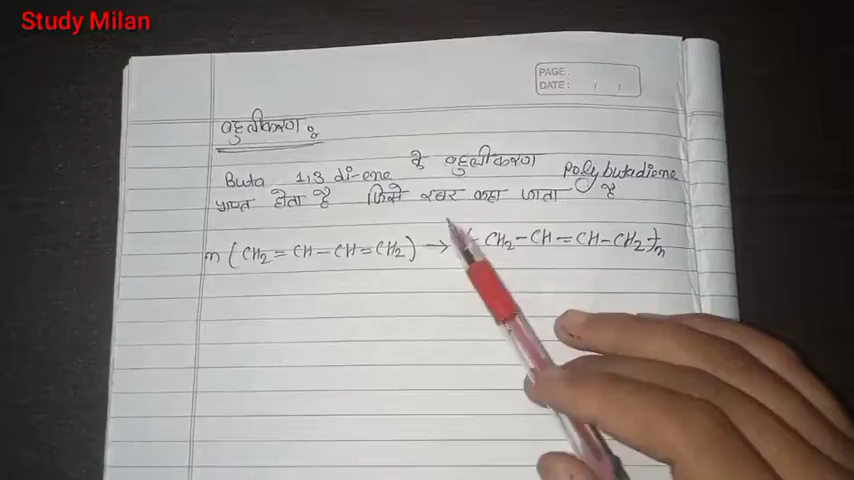 Study Milan
PAGE:
DATE: / /
बहुलीकरण :
Buta 1,3 di-ene के बहुलीकरण Polybutadiene
प्राप्त होता है जिसे रबर कहा जाता है
n(CH₂=CH-CH=CH₂) → (-CH₂-CH=CH-CH₂)n